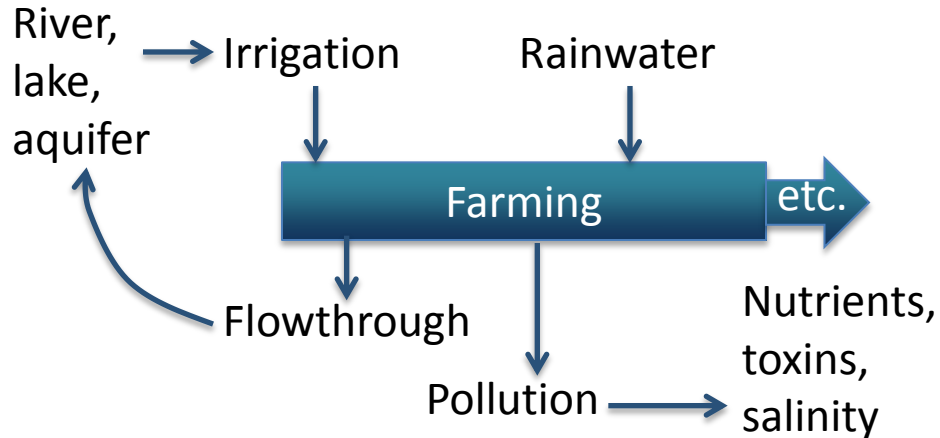 River,
lake,
aquifer
Irrigation
Rainwater
Farming
etc.
Flowthrough
Nutrients,
toxins,
salinity
Pollution